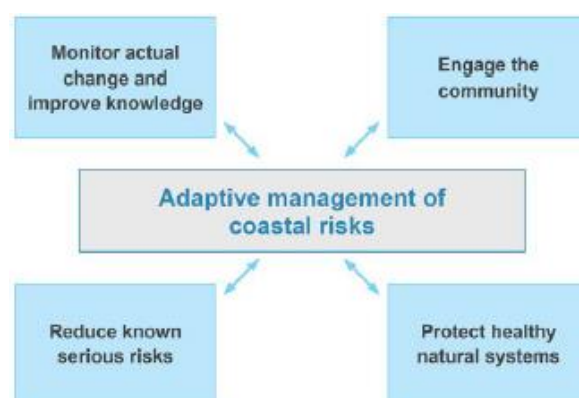 Monitor actual
change and
improve knowledge
Engage the
community
Adaptive management of
coastal risks
Reduce known
serious risks
Protect healthy
natural systems